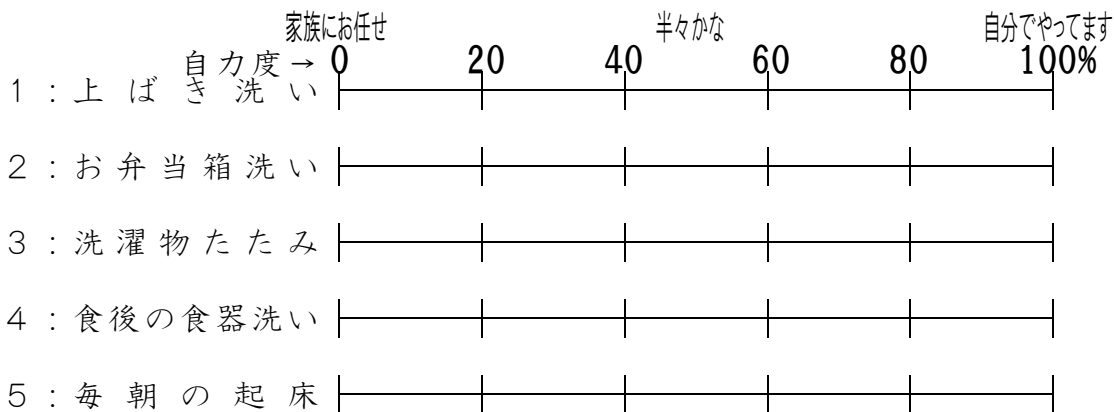 家族にお任せ 半々かな 自分でやってます
自力度→ 0 20 40 60 80 100%
1:上ばき洗い
2:お弁当箱洗い
3:洗濯物たたみ
4:食後の食器洗い
5:毎朝の起床